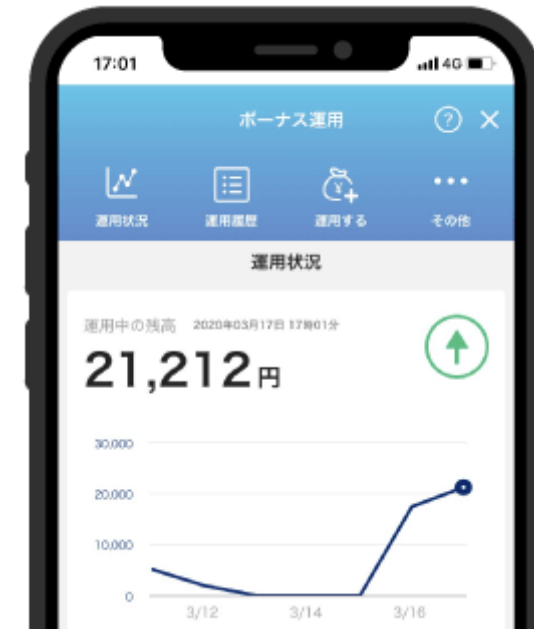 17:01 4G
ボーナス運用 ?
運用状況 運用履歴 運用する その他
運用状況
運用中の残高 2020年03月17日 17時01分
21,212円
30,000
20,000
10,000
0
3/12 3/14 3/16